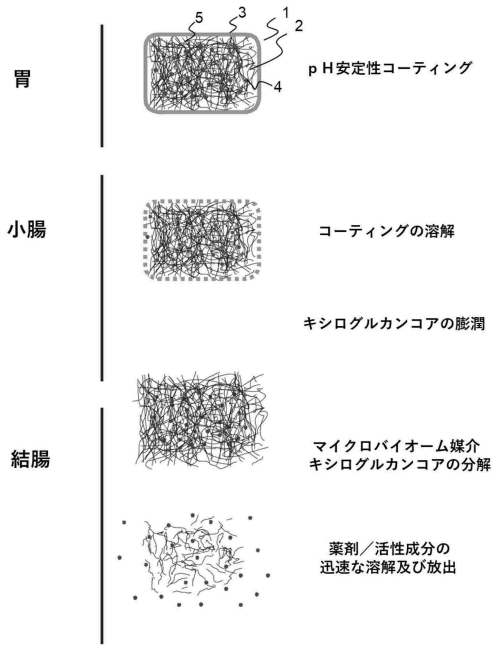 5 3 1
2
4
胃
pH安定性コーティング
小腸
コーティングの溶解
キシログルカンコアの膨潤
結腸
マイクロバイオーム媒介
キシログルカンコアの分解
薬剤/活性成分の
迅速な溶解及び放出